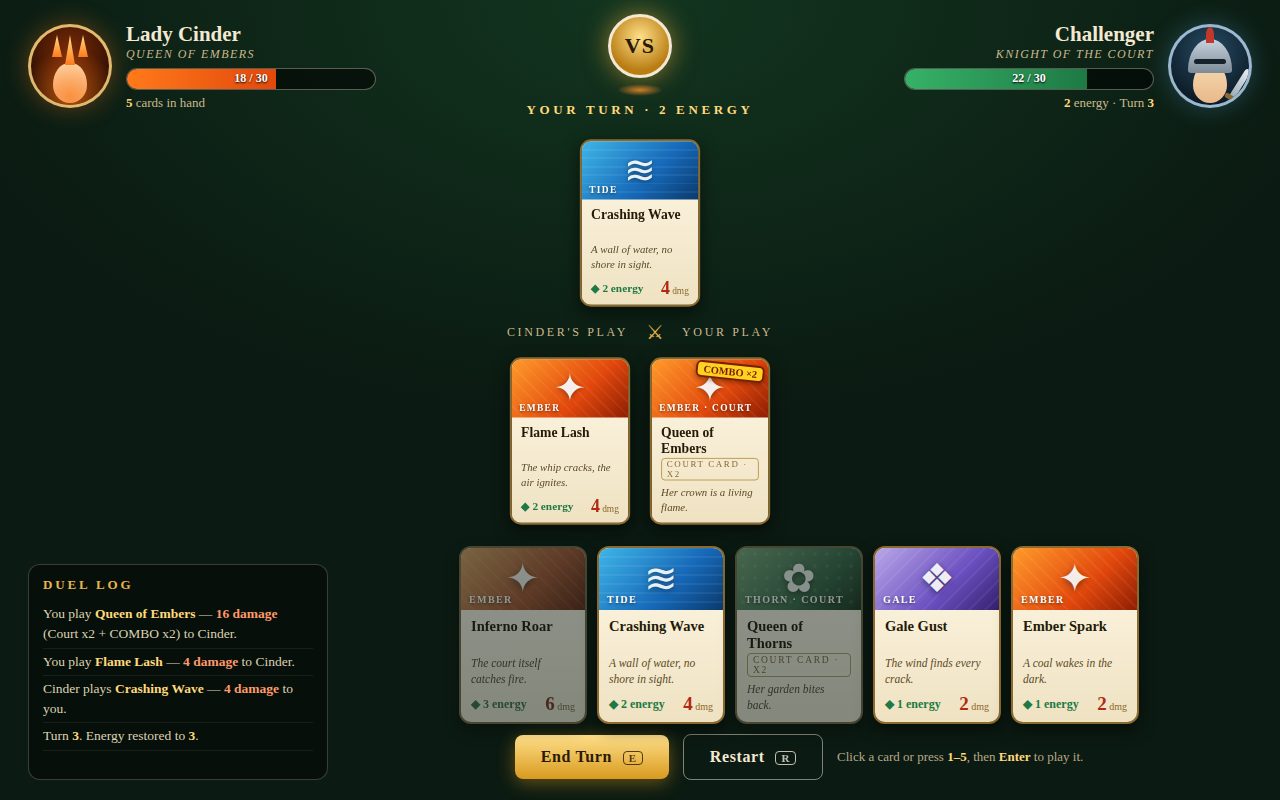 Lady Cinder
QUEEN OF EMBERS
18 / 30
5 cards in hand
VS
YOUR TURN · 2 ENERGY
Challenger
KNIGHT OF THE COURT
22 / 30
2 energy · Turn 3
TIDE
Crashing Wave
A wall of water, no
shore in sight.
◆ 2 energy 4 dmg
CINDER'S PLAY ⚔ YOUR PLAY
EMBER
Flame Lash
The whip cracks, the
air ignites.
◆ 2 energy 4 dmg
COMBO ×2
EMBER · COURT
Queen of
Embers
COURT CARD ·
X2
Her crown is a living
flame.
DUEL LOG
You play Queen of Embers — 16 damage
(Court x2 + COMBO x2) to Cinder.
You play Flame Lash — 4 damage to Cinder.
Cinder plays Crashing Wave — 4 damage to
you.
Turn 3. Energy restored to 3.
EMBER
Inferno Roar
The court itself
catches fire.
◆ 3 energy 6 dmg
TIDE
Crashing Wave
A wall of water, no
shore in sight.
◆ 2 energy 4 dmg
THORN · COURT
Queen of
Thorns
COURT CARD ·
X2
Her garden bites
back.
GALE
Gale Gust
The wind finds every
crack.
◆ 1 energy 2 dmg
EMBER
Ember Spark
A coal wakes in the
dark.
◆ 1 energy 2 dmg
End Turn E
Restart R
Click a card or press 1–5, then Enter to play it.